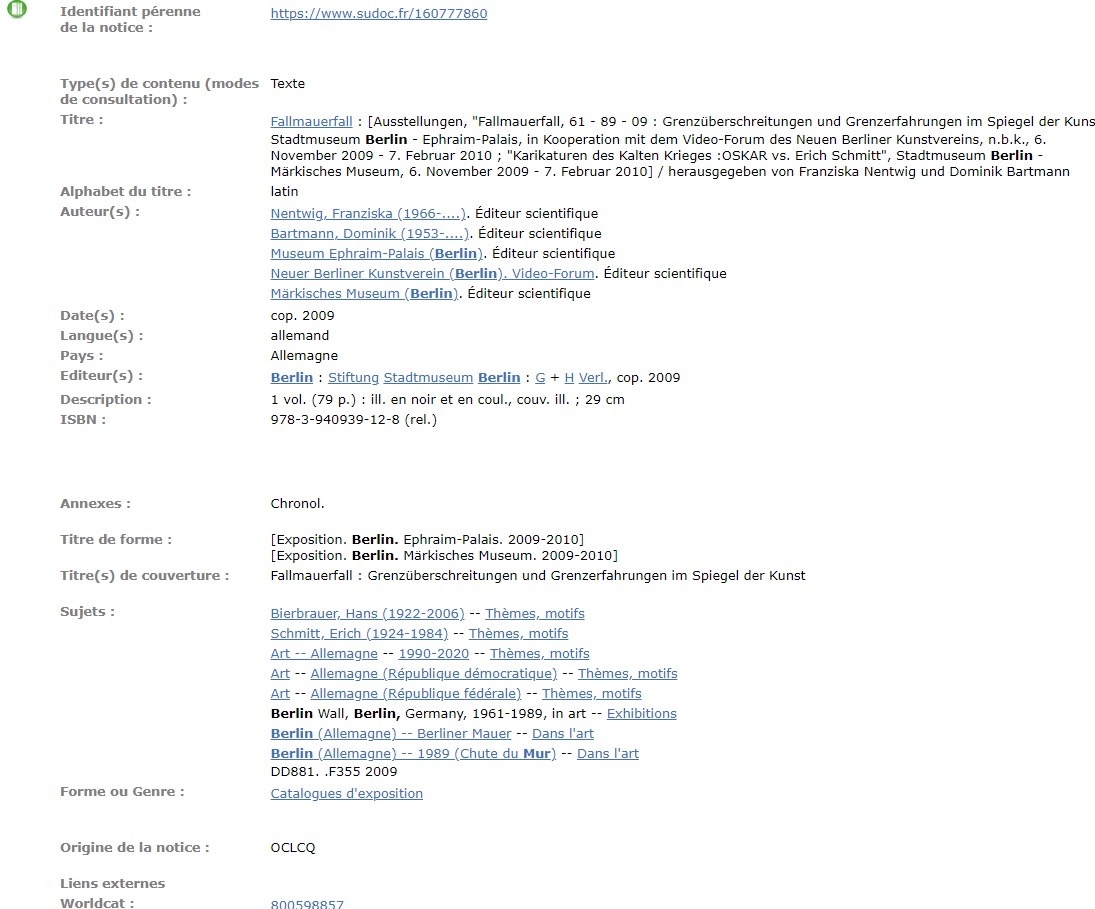 Identifiant pérenne https://www.sudoc.fr/160777860
de la notice :
Type(s) de contenu (modes Texte
de consultation) :
Titre : Fallmauerfall : [Ausstellungen, "Fallmauerfall, 61 - 89 - 09 : Grenzüberschreitungen und Grenzerfahrungen im Spiegel der Kuns
Stadtmuseum Berlin - Ephraim-Palais, in Kooperation mit dem Video-Forum des Neuen Berliner Kunstvereins, n.b.k., 6.
November 2009 - 7. Februar 2010 ; "Karikaturen des Kalten Krieges :OSKAR vs. Erich Schmitt", Stadtmuseum Berlin -
Märkisches Museum, 6. November 2009 - 7. Februar 2010] / herausgegeben von Franziska Nentwig und Dominik Bartmann
Alphabet du titre : latin
Auteur(s) : Nentwig, Franziska (1966-....). Éditeur scientifique
Bartmann, Dominik (1953-....). Éditeur scientifique
Museum Ephraim-Palais (Berlin). Éditeur scientifique
Neuer Berliner Kunstverein (Berlin). Video-Forum. Éditeur scientifique
Märkisches Museum (Berlin). Éditeur scientifique
Date(s) : cop. 2009
Langue(s) : allemand
Pays : Allemagne
Editeur(s) : Berlin : Stiftung Stadtmuseum Berlin : G + H Verl., cop. 2009
Description : 1 vol. (79 p.) : ill. en noir et en coul., couv. ill. ; 29 cm
ISBN : 978-3-940939-12-8 (rel.)
Annexes : Chronol.
Titre de forme : [Exposition. Berlin. Ephraim-Palais. 2009-2010]
[Exposition. Berlin. Märkisches Museum. 2009-2010]
Titre(s) de couverture : Fallmauerfall : Grenzüberschreitungen und Grenzerfahrungen im Spiegel der Kunst
Sujets : Bierbrauer, Hans (1922-2006) -- Thèmes, motifs
Schmitt, Erich (1924-1984) -- Thèmes, motifs
Art -- Allemagne -- 1990-2020 -- Thèmes, motifs
Art -- Allemagne (République démocratique) -- Thèmes, motifs
Art -- Allemagne (République fédérale) -- Thèmes, motifs
Berlin Wall, Berlin, Germany, 1961-1989, in art -- Exhibitions
Berlin (Allemagne) -- Berliner Mauer -- Dans l'art
Berlin (Allemagne) -- 1989 (Chute du Mur) -- Dans l'art
DD881. .F355 2009
Forme ou Genre : Catalogues d'exposition
Origine de la notice : OCLCQ
Liens externes
Worldcat : 800598857